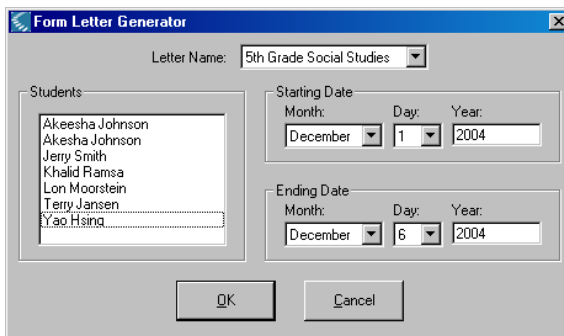 Form Letter Generator
Letter Name: 5th Grade Social Studies
Students
Akeesha Johnson
Akesha Johnson
Jerry Smith
Khalid Ramsa
Lon Moorstein
Terry Jansen
Yao Hsing
Starting Date
Month: Day: Year:
December 1 2004
Ending Date
Month: Day: Year:
December 6 2004
OK Cancel